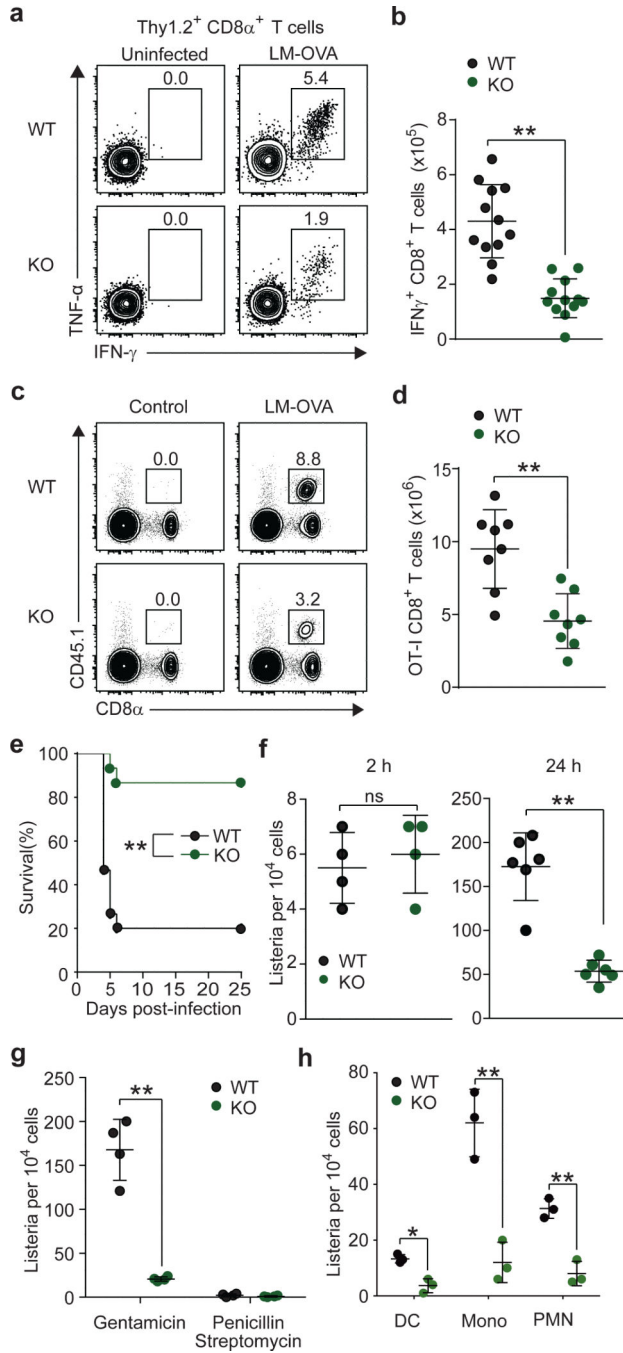 a
Thy1.2+ CD8α+ T cells
Uninfected LM-OVA
WT
0.0
5.4
KO
0.0
1.9
TNF-α
IFN-γ
b
WT
KO
IFNγ+ CD8+ T cells (x10⁵)
8
6
4
2
0
**
c
Control LM-OVA
WT
0.0
8.8
KO
0.0
3.2
CD45.1
CD8α
d
WT
KO
OT-I CD8+ T cells (x10⁶)
15
10
5
0
**
e
Survival(%)
100
80
60
40
20
0
** WT
KO
0 5 10 15 20 25
Days post-infection
f
2 h
24 h
Listeria per 10⁴ cells
8
6
4
2
0
ns
WT
KO
200
150
100
50
0
**
g
WT
KO
Listeria per 10⁴ cells
250
200
150
100
50
0
**
Gentamicin
Penicillin
Streptomycin
h
WT
KO
Listeria per 10⁴ cells
80
60
40
20
0
*
**
**
DC Mono PMN